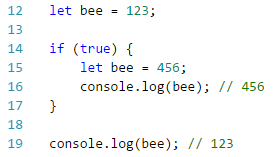 12 let bee = 123;
13
14 if (true) {
15     let bee = 456;
16     console.log(bee); // 456
17 }
18
19 console.log(bee); // 123